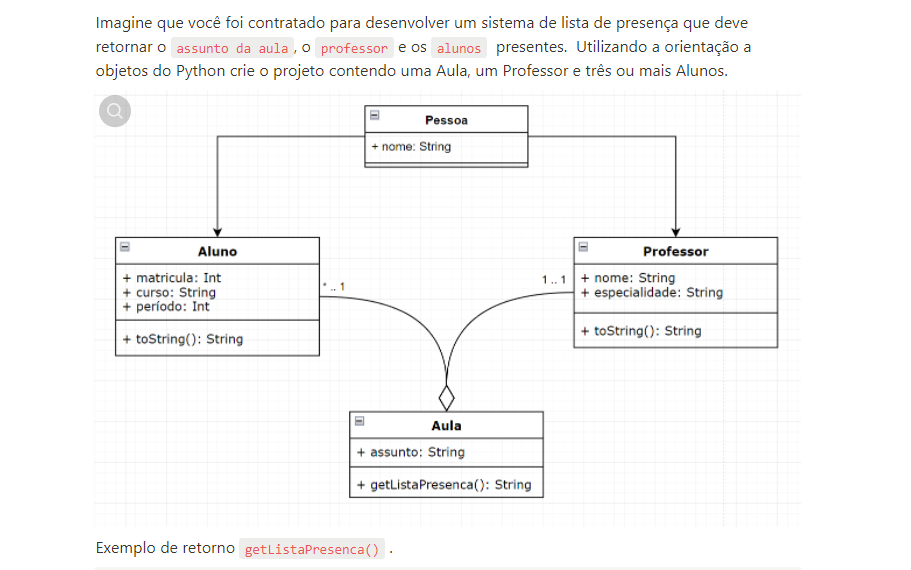 Imagine que você foi contratado para desenvolver um sistema de lista de presença que deve
retornar o assunto da aula , o professor e os alunos presentes. Utilizando a orientação a
objetos do Python crie o projeto contendo uma Aula, um Professor e três ou mais Alunos.
Pessoa
+ nome: String
Aluno
+ matricula: Int
+ curso: String
+ período: Int
+ toString(): String
* .. 1
1 .. 1
Professor
+ nome: String
+ especialidade: String
+ toString(): String
Aula
+ assunto: String
+ getListaPresenca(): String
Exemplo de retorno getListaPresenca() .